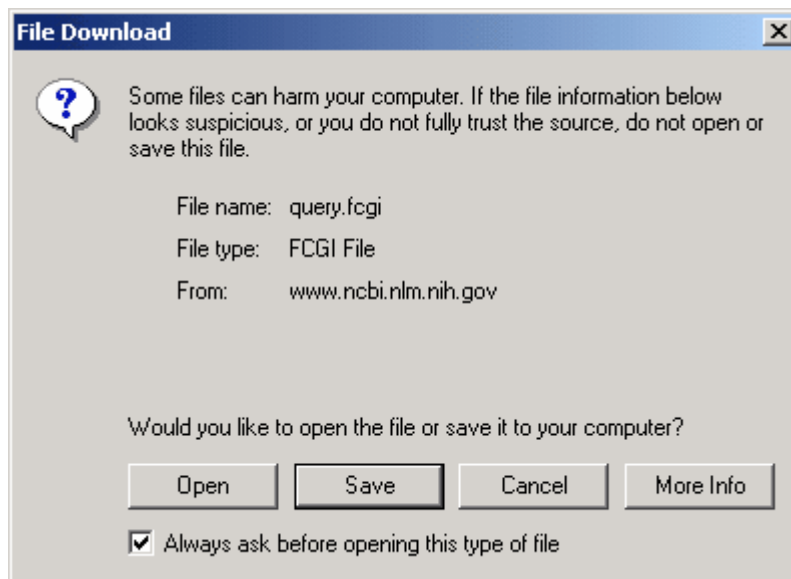 File Download
Some files can harm your computer. If the file information below
looks suspicious, or you do not fully trust the source, do not open or
save this file.
File name: query.fcgi
File type: FCGI File
From: www.ncbi.nlm.nih.gov
Would you like to open the file or save it to your computer?
Open Save Cancel More Info
Always ask before opening this type of file